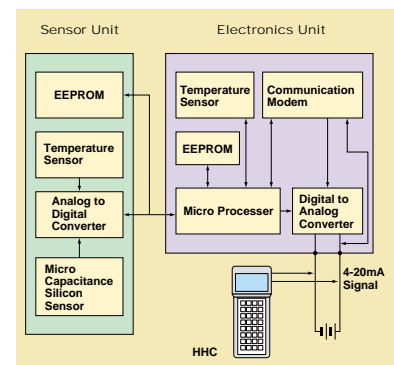 Sensor Unit
Electronics Unit
EEPROM
Temperature
Sensor
Analog to
Digital
Converter
Micro
Capacitance
Silicon
Sensor
Temperature
Sensor
Communication
Modem
EEPROM
Micro Processer
Digital to
Analog
Converter
4-20mA
Signal
HHC